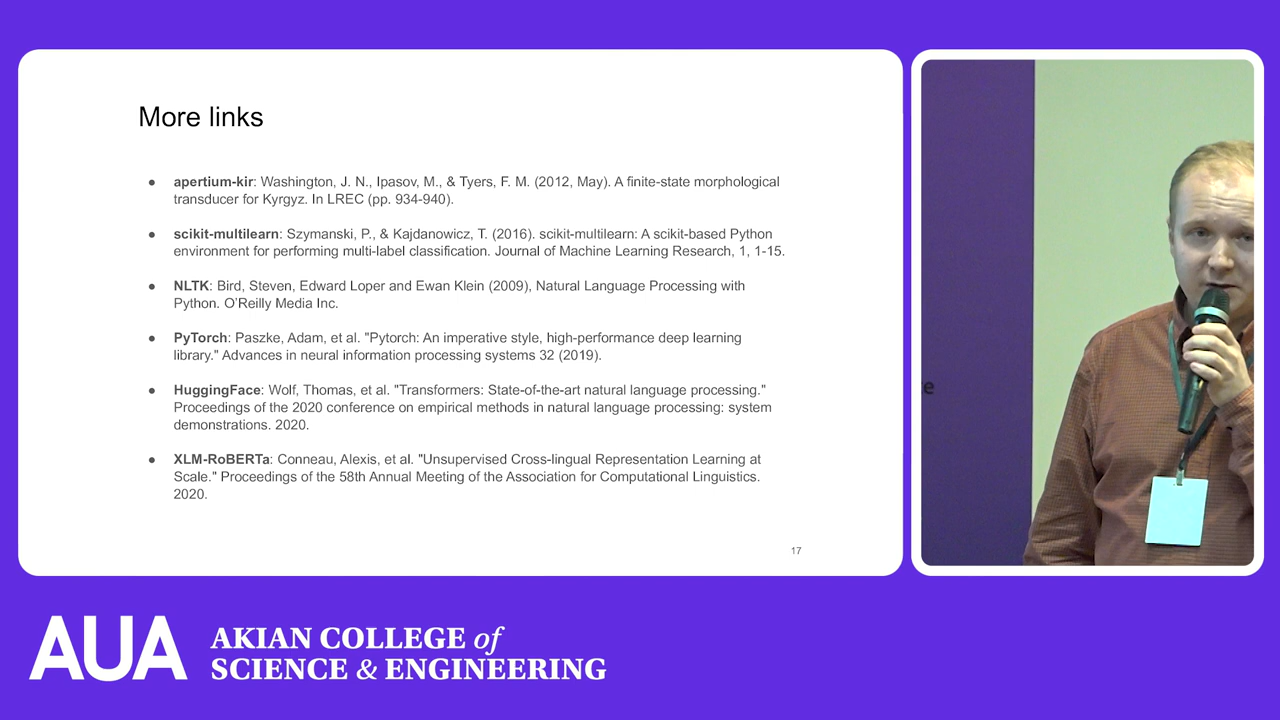 More links
● apertium-kir: Washington, J. N., Ipasov, M., & Tyers, F. M. (2012, May). A finite-state morphological
transducer for Kyrgyz. In LREC (pp. 934-940).
● scikit-multilearn: Szymanski, P., & Kajdanowicz, T. (2016). scikit-multilearn: A scikit-based Python
environment for performing multi-label classification. Journal of Machine Learning Research, 1, 1-15.
● NLTK: Bird, Steven, Edward Loper and Ewan Klein (2009), Natural Language Processing with
Python. O’Reilly Media Inc.
● PyTorch: Paszke, Adam, et al. "Pytorch: An imperative style, high-performance deep learning
library." Advances in neural information processing systems 32 (2019).
● HuggingFace: Wolf, Thomas, et al. "Transformers: State-of-the-art natural language processing."
Proceedings of the 2020 conference on empirical methods in natural language processing: system
demonstrations. 2020.
● XLM-RoBERTa: Conneau, Alexis, et al. "Unsupervised Cross-lingual Representation Learning at
Scale." Proceedings of the 58th Annual Meeting of the Association for Computational Linguistics.
2020.
17
AUA
AKIAN COLLEGE of
SCIENCE & ENGINEERING